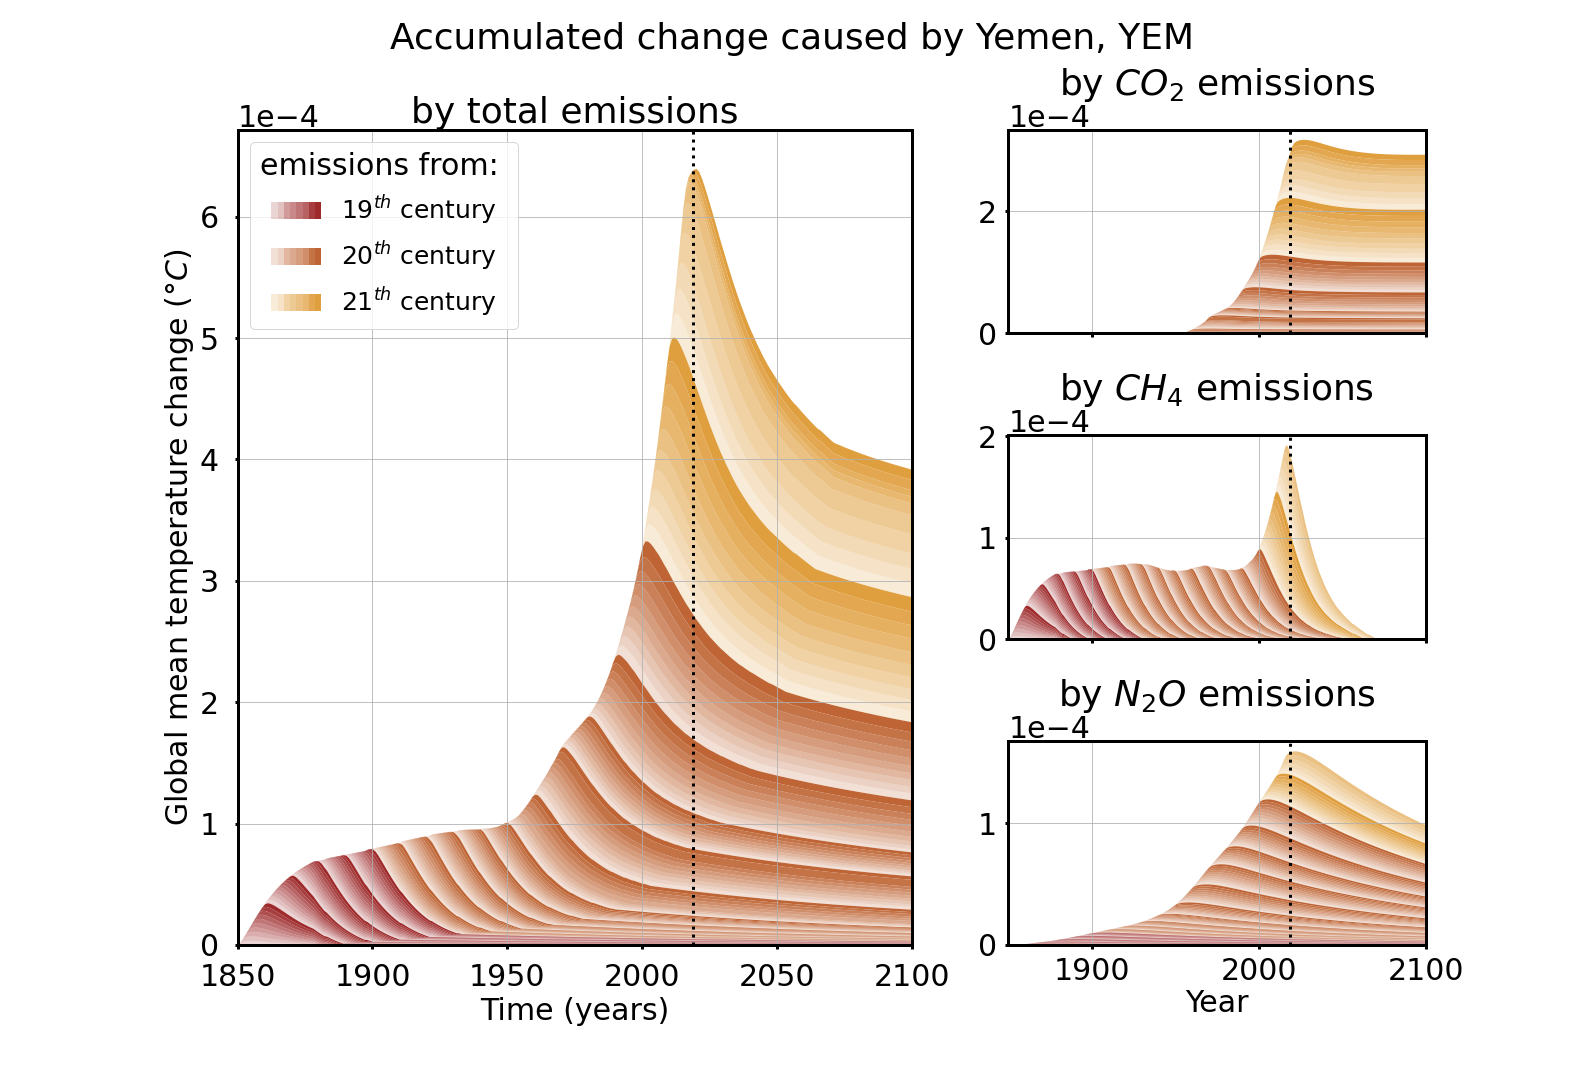 Accumulated change caused by Yemen, YEM
by total emissions
1e−4
emissions from:
19th century
20th century
21th century
Global mean temperature change (°C)
6
5
4
3
2
1
0
1850 1900 1950 2000 2050 2100
Time (years)
by CO2 emissions
1e−4
2
0
by CH4 emissions
1e−4
2
1
0
by N2O emissions
1e−4
1
0
1900 2000 2100
Year